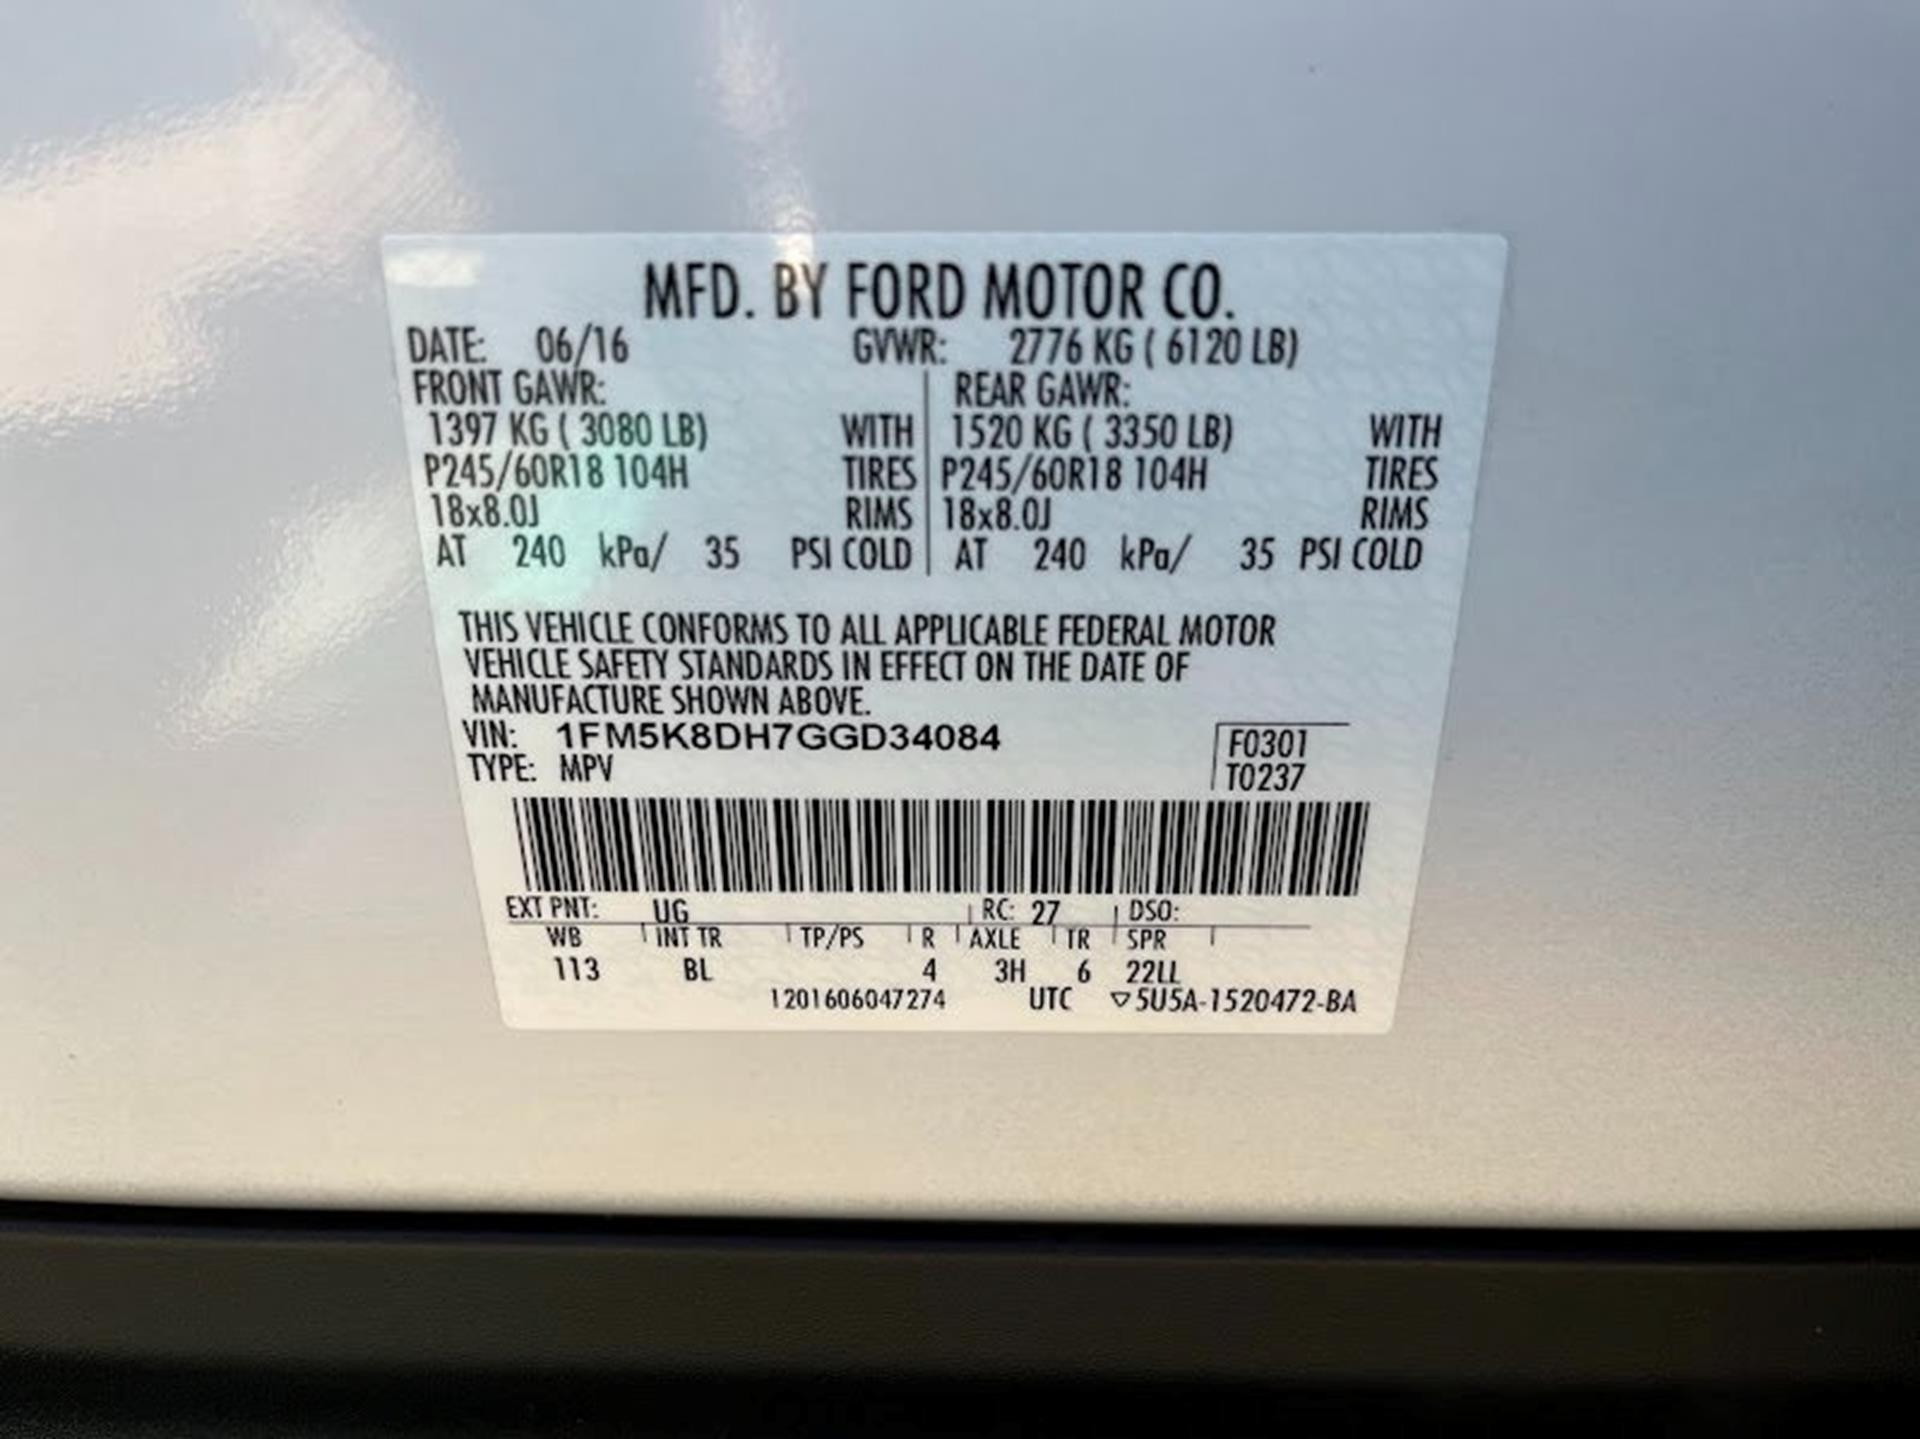 MFD. BY FORD MOTOR CO.
DATE: 06/16 GVWR: 2776 KG ( 6120 LB)
FRONT GAWR: REAR GAWR:
1397 KG ( 3080 LB) WITH 1520 KG ( 3350 LB) WITH
P245/60R18 104H TIRES P245/60R18 104H TIRES
18x8.0J RIMS 18x8.0J RIMS
AT 240 kPa/ 35 PSI COLD AT 240 kPa/ 35 PSI COLD
THIS VEHICLE CONFORMS TO ALL APPLICABLE FEDERAL MOTOR
VEHICLE SAFETY STANDARDS IN EFFECT ON THE DATE OF
MANUFACTURE SHOWN ABOVE.
VIN: 1FM5K8DH7GGD34084 F0301
TYPE: MPV T0237
EXT PNT: UG RC: 27 DSO:
WB INT TR TP/PS R AXLE TR SPR
113 BL 4 3H 6 22LL
1201606047274 UTC ▽5U5A-1520472-BA